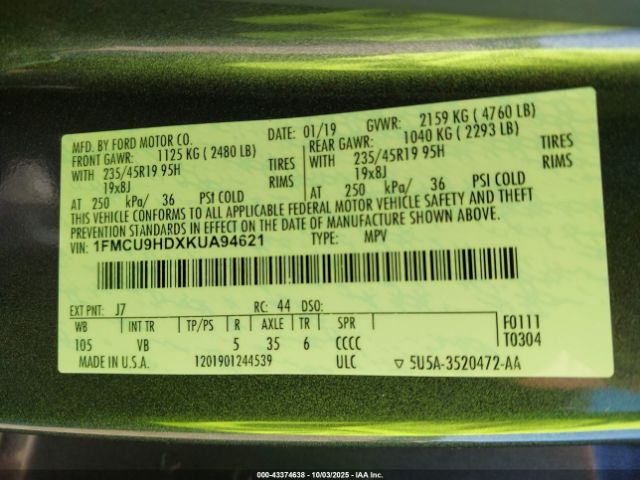 MFD. BY FORD MOTOR CO. DATE: 01/19 GVWR: 2159 KG ( 4760 LB)
FRONT GAWR: 1125 KG ( 2480 LB) REAR GAWR: 1040 KG ( 2293 LB)
WITH 235/45R19 95H TIRES WITH 235/45R19 95H TIRES
19x8J RIMS 19x8J RIMS
AT 250 kPa/ 36 PSI COLD AT 250 kPa/ 36 PSI COLD
THIS VEHICLE CONFORMS TO ALL APPLICABLE FEDERAL MOTOR VEHICLE SAFETY AND THEFT
PREVENTION STANDARDS IN EFFECT ON THE DATE OF MANUFACTURE SHOWN ABOVE.
VIN: 1FMCU9HDXKUA94621 TYPE: MPV
EXT PNT: J7 RC: 44 DSO:
WB INT TR TP/PS R AXLE TR SPR F0111
105 VB 5 35 6 CCCC T0304
MADE IN U.S.A. 1201901244539 ULC ▽ 5U5A-3520472-AA
000-43374638 - 10/03/2025 - IAA Inc.